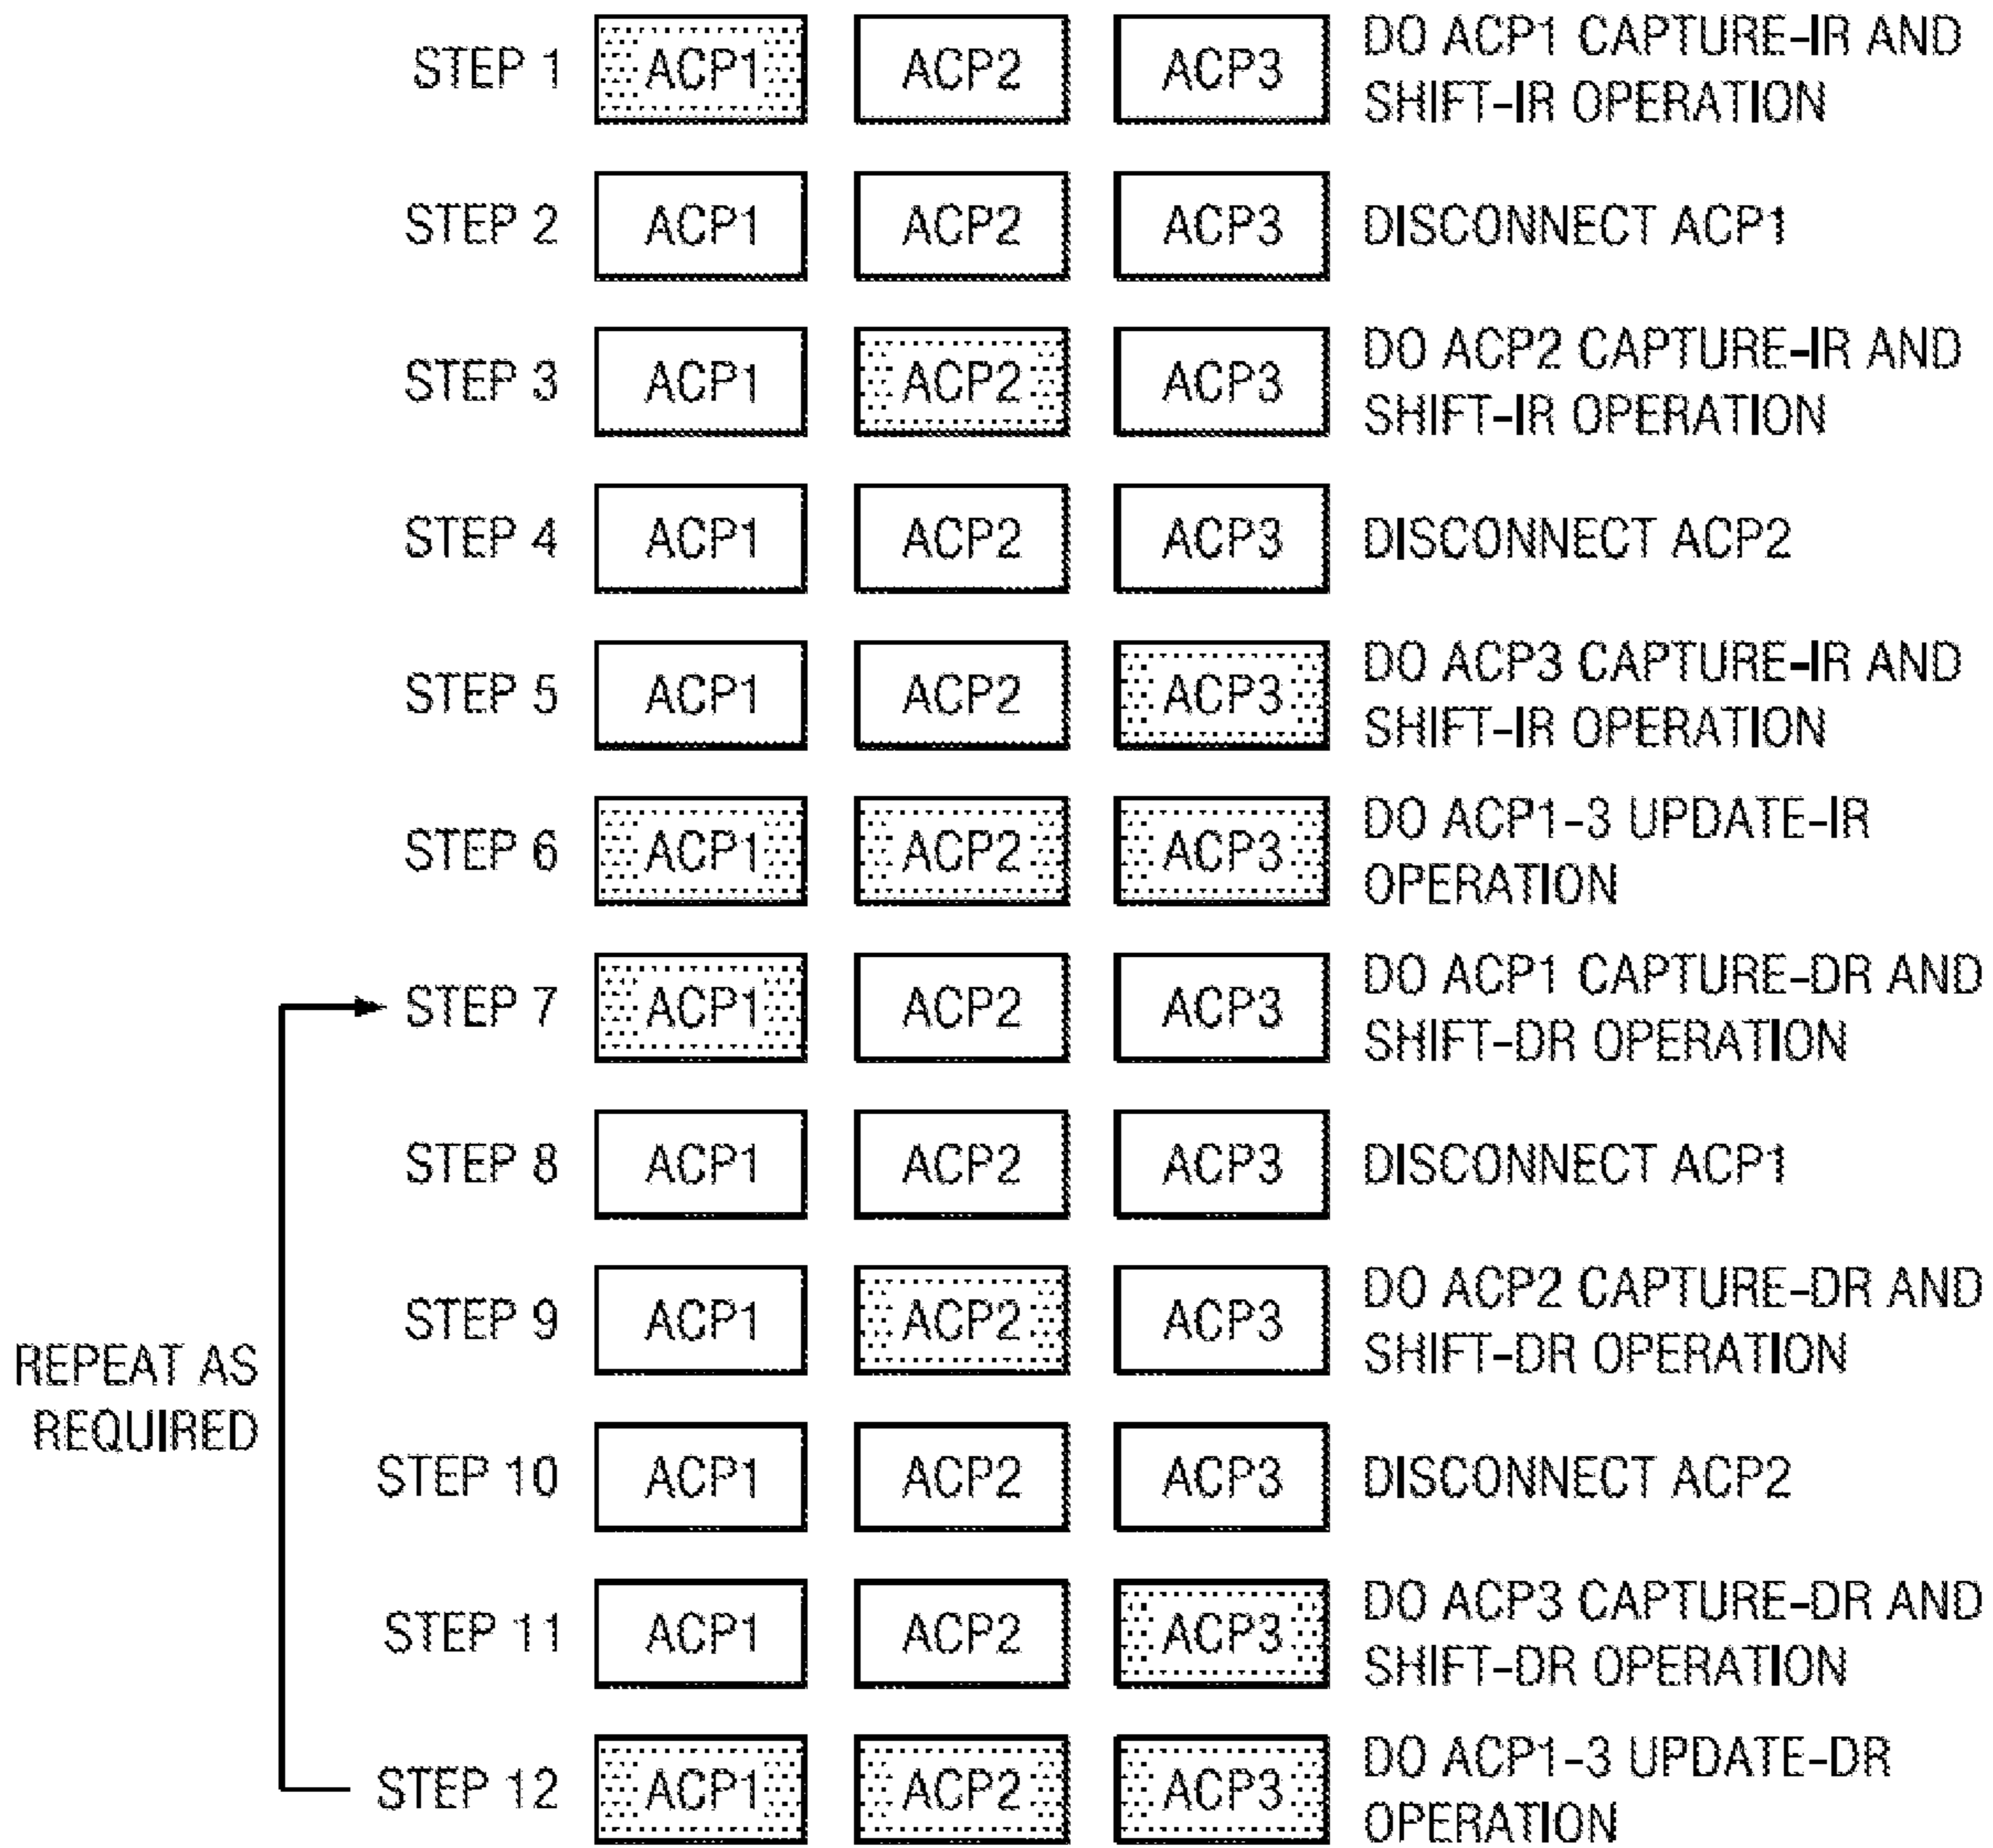 STEP 1 ACP1 ACP2 ACP3 DO ACP1 CAPTURE-IR AND
SHIFT-IR OPERATION
STEP 2 ACP1 ACP2 ACP3 DISCONNECT ACP1
STEP 3 ACP1 ACP2 ACP3 DO ACP2 CAPTURE-IR AND
SHIFT-IR OPERATION
STEP 4 ACP1 ACP2 ACP3 DISCONNECT ACP2
STEP 5 ACP1 ACP2 ACP3 DO ACP3 CAPTURE-IR AND
SHIFT-IR OPERATION
STEP 6 ACP1 ACP2 ACP3 DO ACP1-3 UPDATE-IR
OPERATION
STEP 7 ACP1 ACP2 ACP3 DO ACP1 CAPTURE-DR AND
SHIFT-DR OPERATION
STEP 8 ACP1 ACP2 ACP3 DISCONNECT ACP1
STEP 9 ACP1 ACP2 ACP3 DO ACP2 CAPTURE-DR AND
SHIFT-DR OPERATION
REPEAT AS
REQUIRED
STEP 10 ACP1 ACP2 ACP3 DISCONNECT ACP2
STEP 11 ACP1 ACP2 ACP3 DO ACP3 CAPTURE-DR AND
SHIFT-DR OPERATION
STEP 12 ACP1 ACP2 ACP3 DO ACP1-3 UPDATE-DR
OPERATION